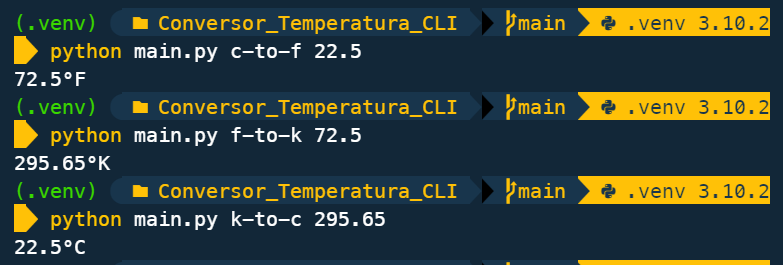 (.venv) Conversor_Temperatura_CLI main .venv 3.10.2
python main.py c-to-f 22.5
72.5°F
(.venv) Conversor_Temperatura_CLI main .venv 3.10.2
python main.py f-to-k 72.5
295.65°K
(.venv) Conversor_Temperatura_CLI main .venv 3.10.2
python main.py k-to-c 295.65
22.5°C